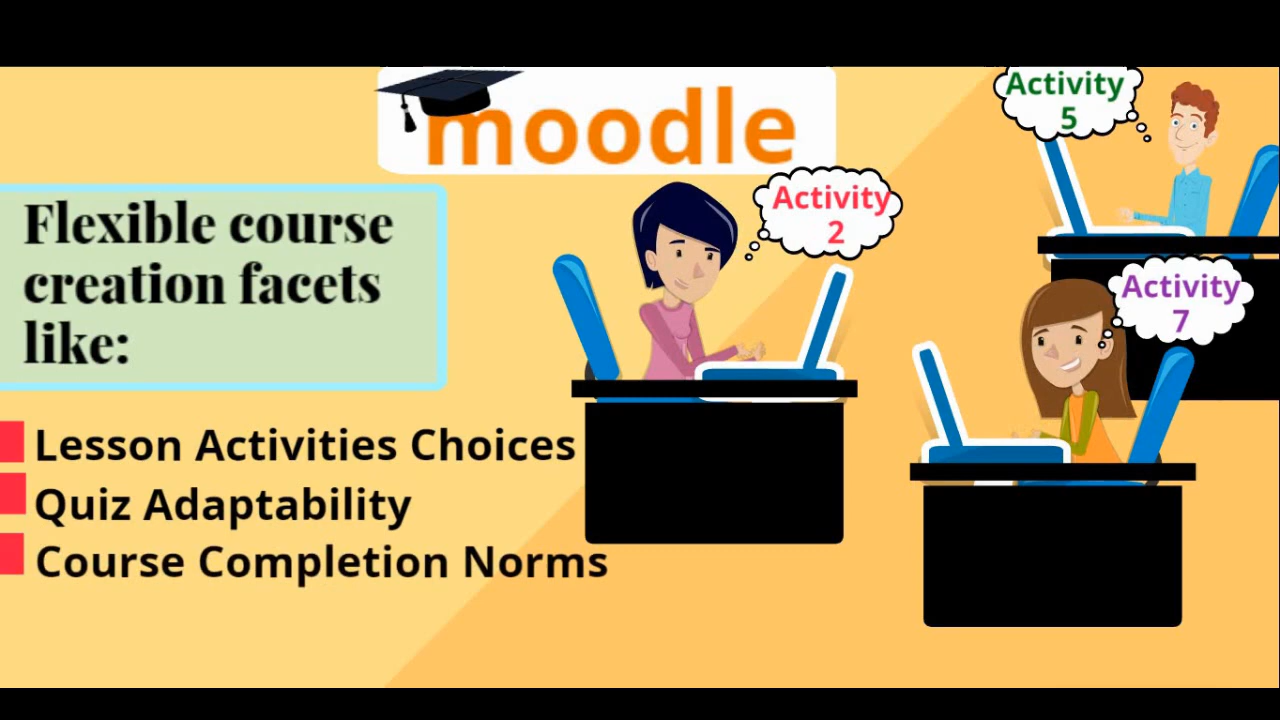 moodle
Flexible course
creation facets
like:
Lesson Activities Choices
Quiz Adaptability
Course Completion Norms
Activity
2
Activity
5
Activity
7